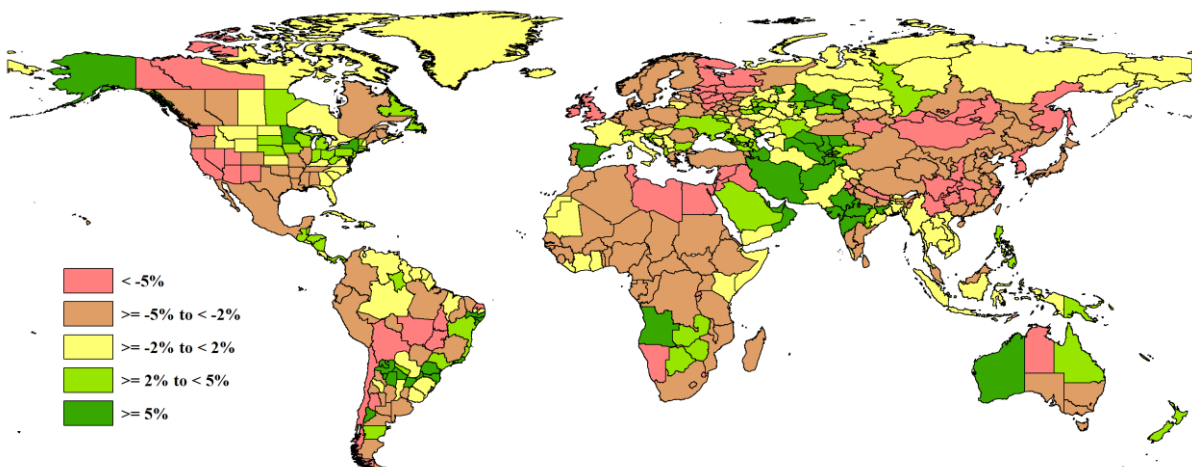 < -5%
>= -5% to < -2%
>= -2% to < 2%
>= 2% to < 5%
>= 5%